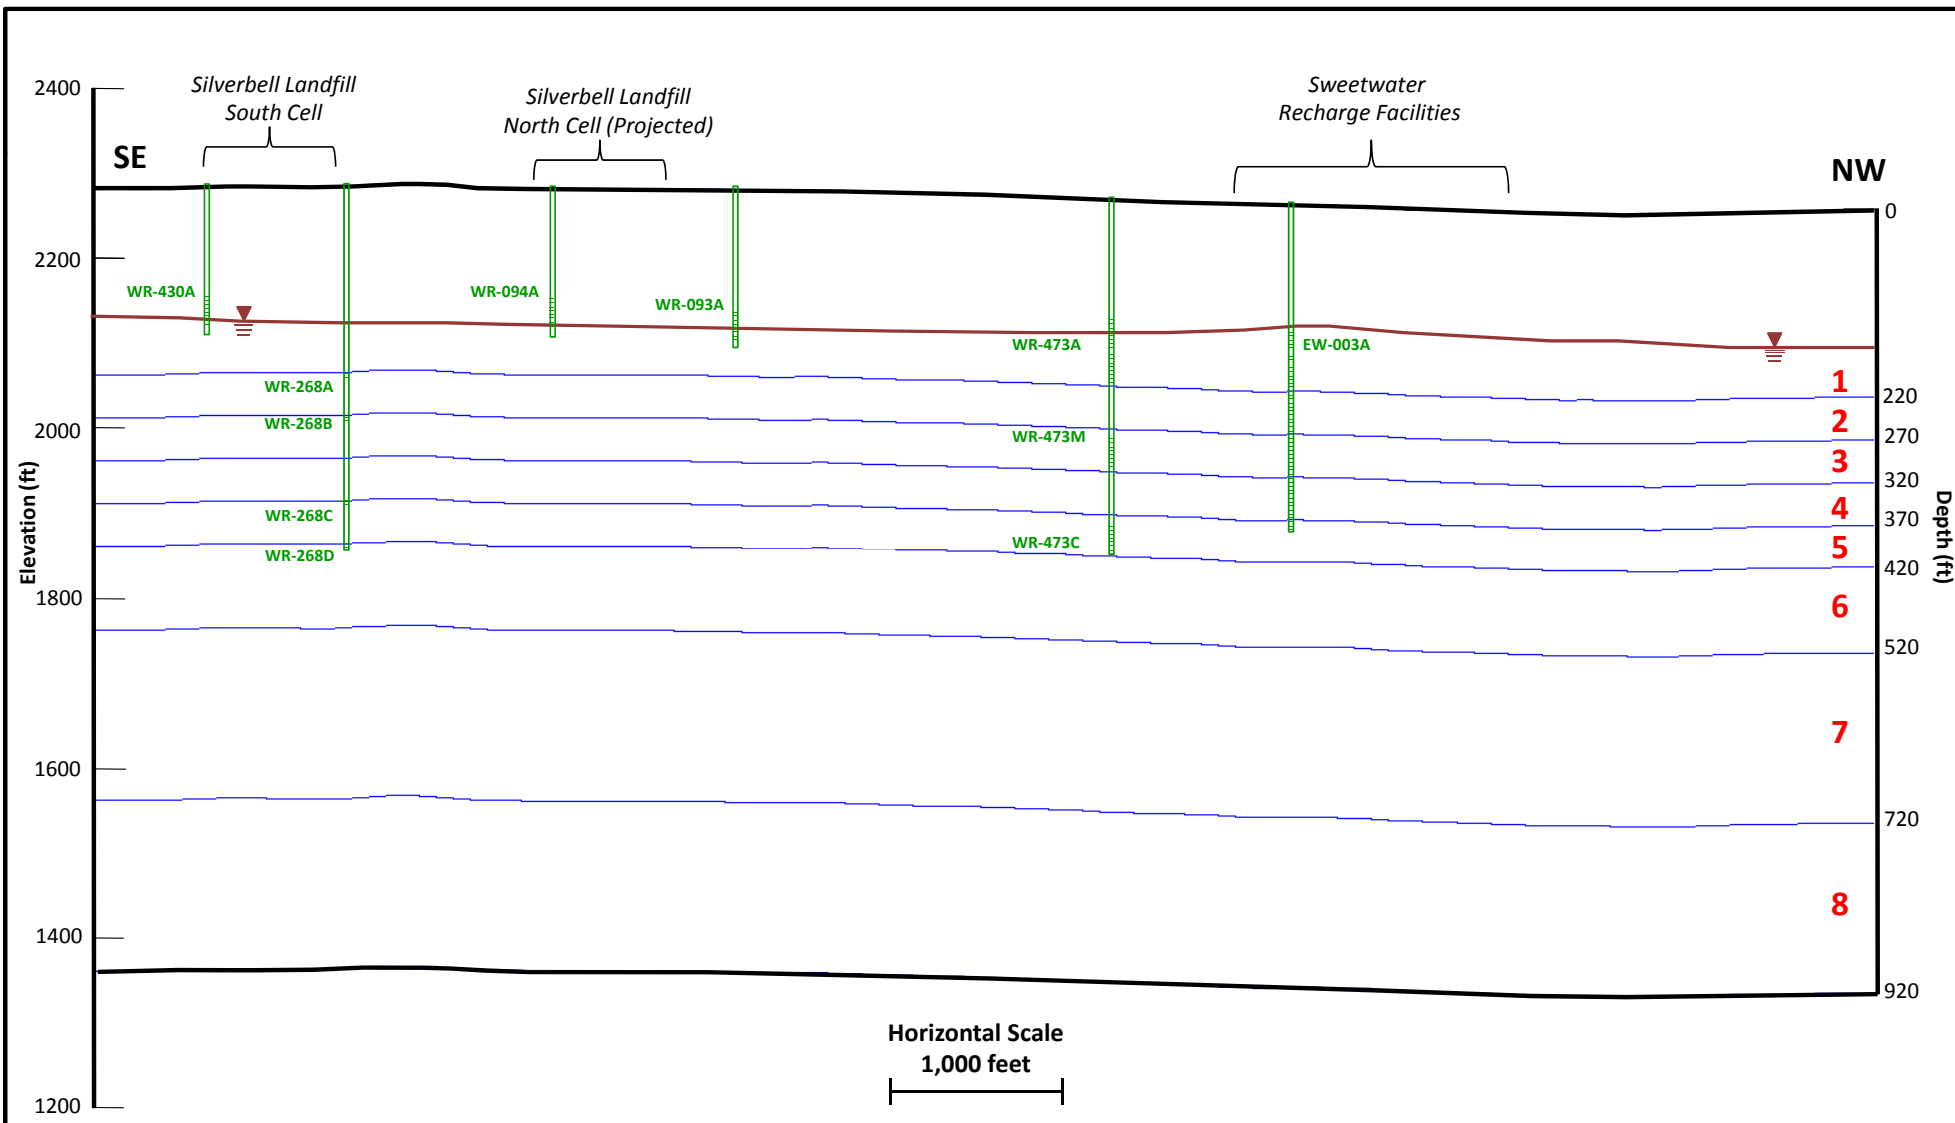 2400
Silverbell Landfill
South Cell
Silverbell Landfill
North Cell (Projected)
Sweetwater
Recharge Facilities
SE
NW
0
2200
WR-430A
WR-094A
WR-093A
WR-473A
EW-003A
1
WR-268A
220
2
2000
WR-268B
WR-473M
270
3
320
4
WR-268C
370
5
WR-268D
WR-473C
420
Elevation (ft)
Depth (ft)
1800
6
520
7
1600
720
8
1400
920
Horizontal Scale
1,000 feet
1200